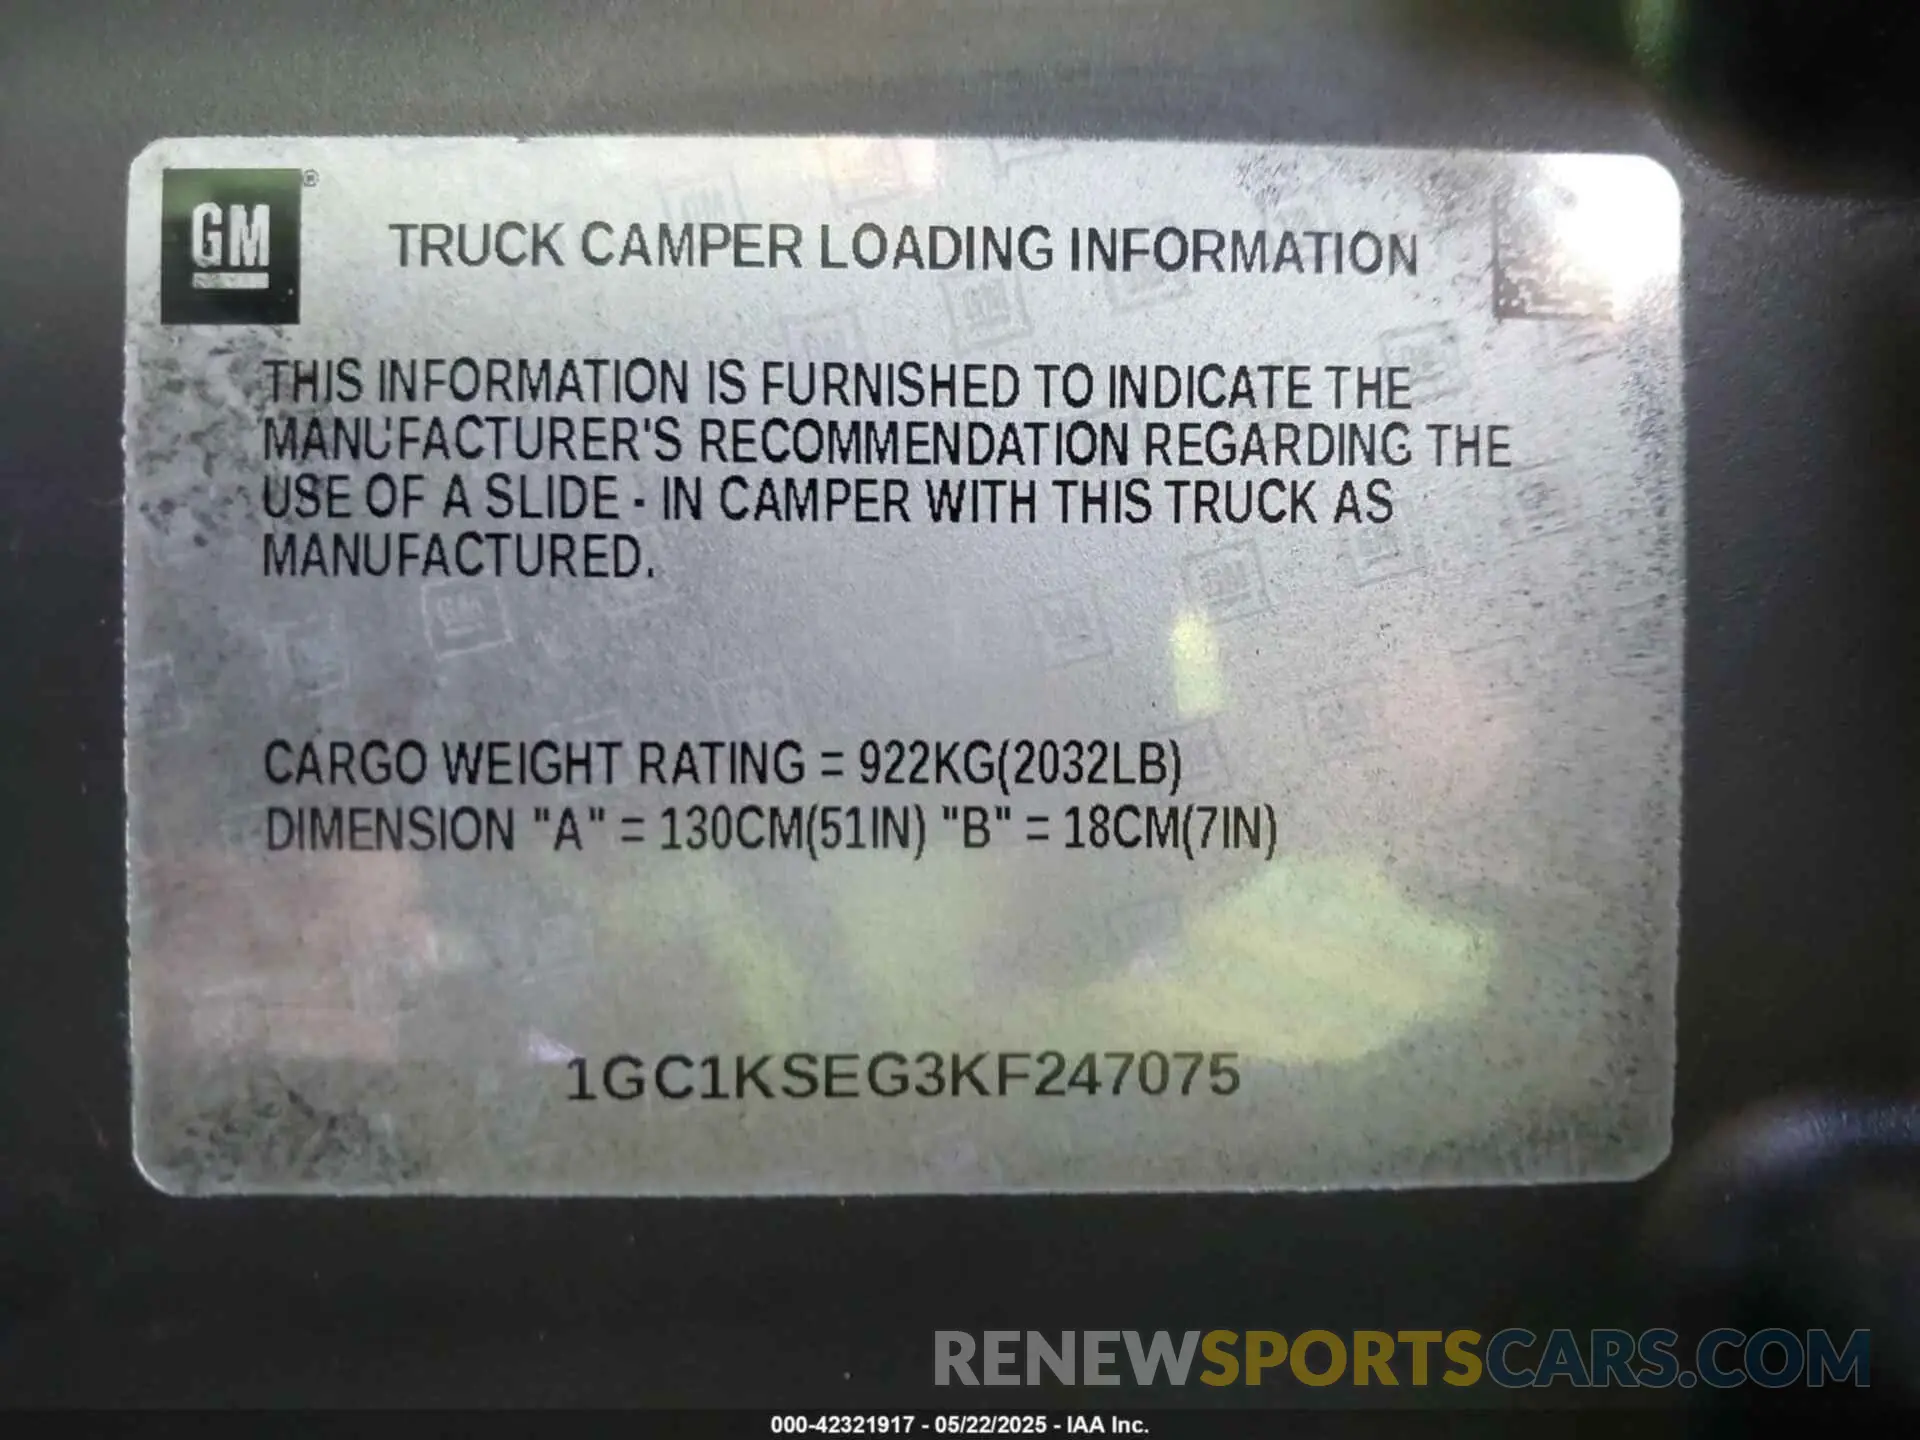 GM ®
TRUCK CAMPER LOADING INFORMATION
THIS INFORMATION IS FURNISHED TO INDICATE THE
MANUFACTURER'S RECOMMENDATION REGARDING THE
USE OF A SLIDE - IN CAMPER WITH THIS TRUCK AS
MANUFACTURED.
CARGO WEIGHT RATING = 922KG(2032LB)
DIMENSION "A" = 130CM(51IN) "B" = 18CM(7IN)
1GC1KSEG3KF247075
RENEWSPORTSCARS.COM
000-42321917 - 05/22/2025 - IAA Inc.